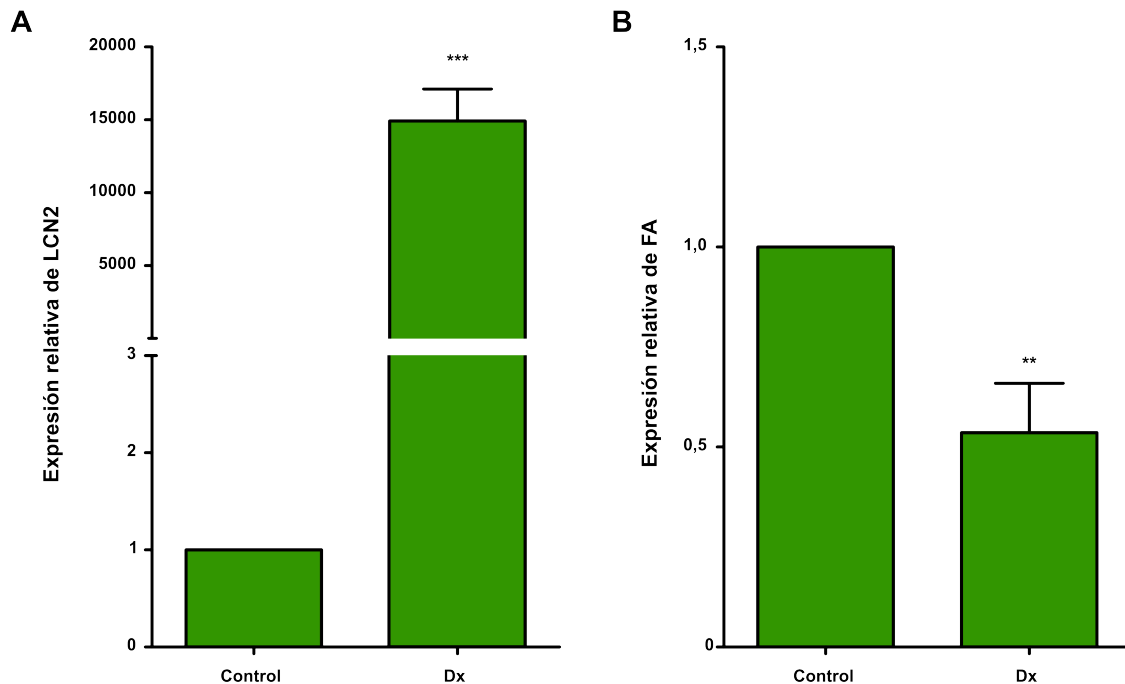 A
Expresión relativa de LCN2
20000
15000
10000
5000
3
2
1
0
***
Control
Dx
B
Expresión relativa de FA
1,5
1,0
0,5
0
**
Control
Dx